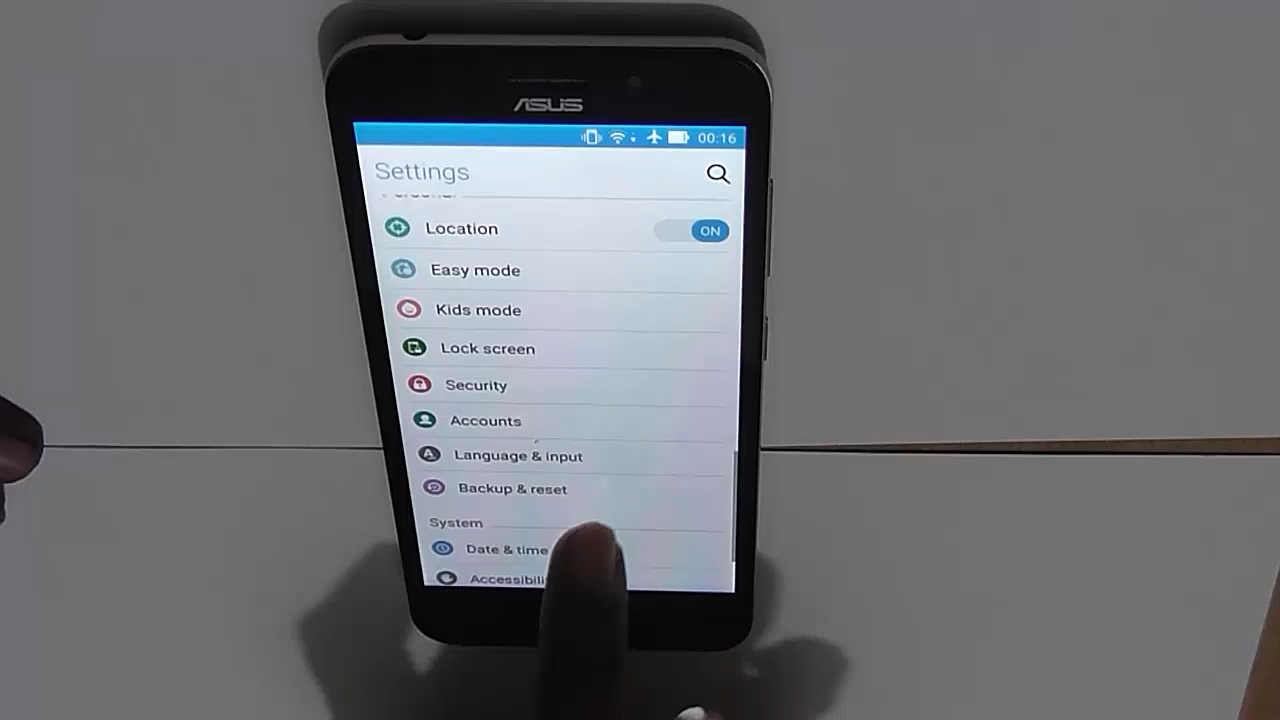 ASUS
00:16
Settings
Location ON
Easy mode
Kids mode
Lock screen
Security
Accounts
Language & input
Backup & reset
System
Date & time